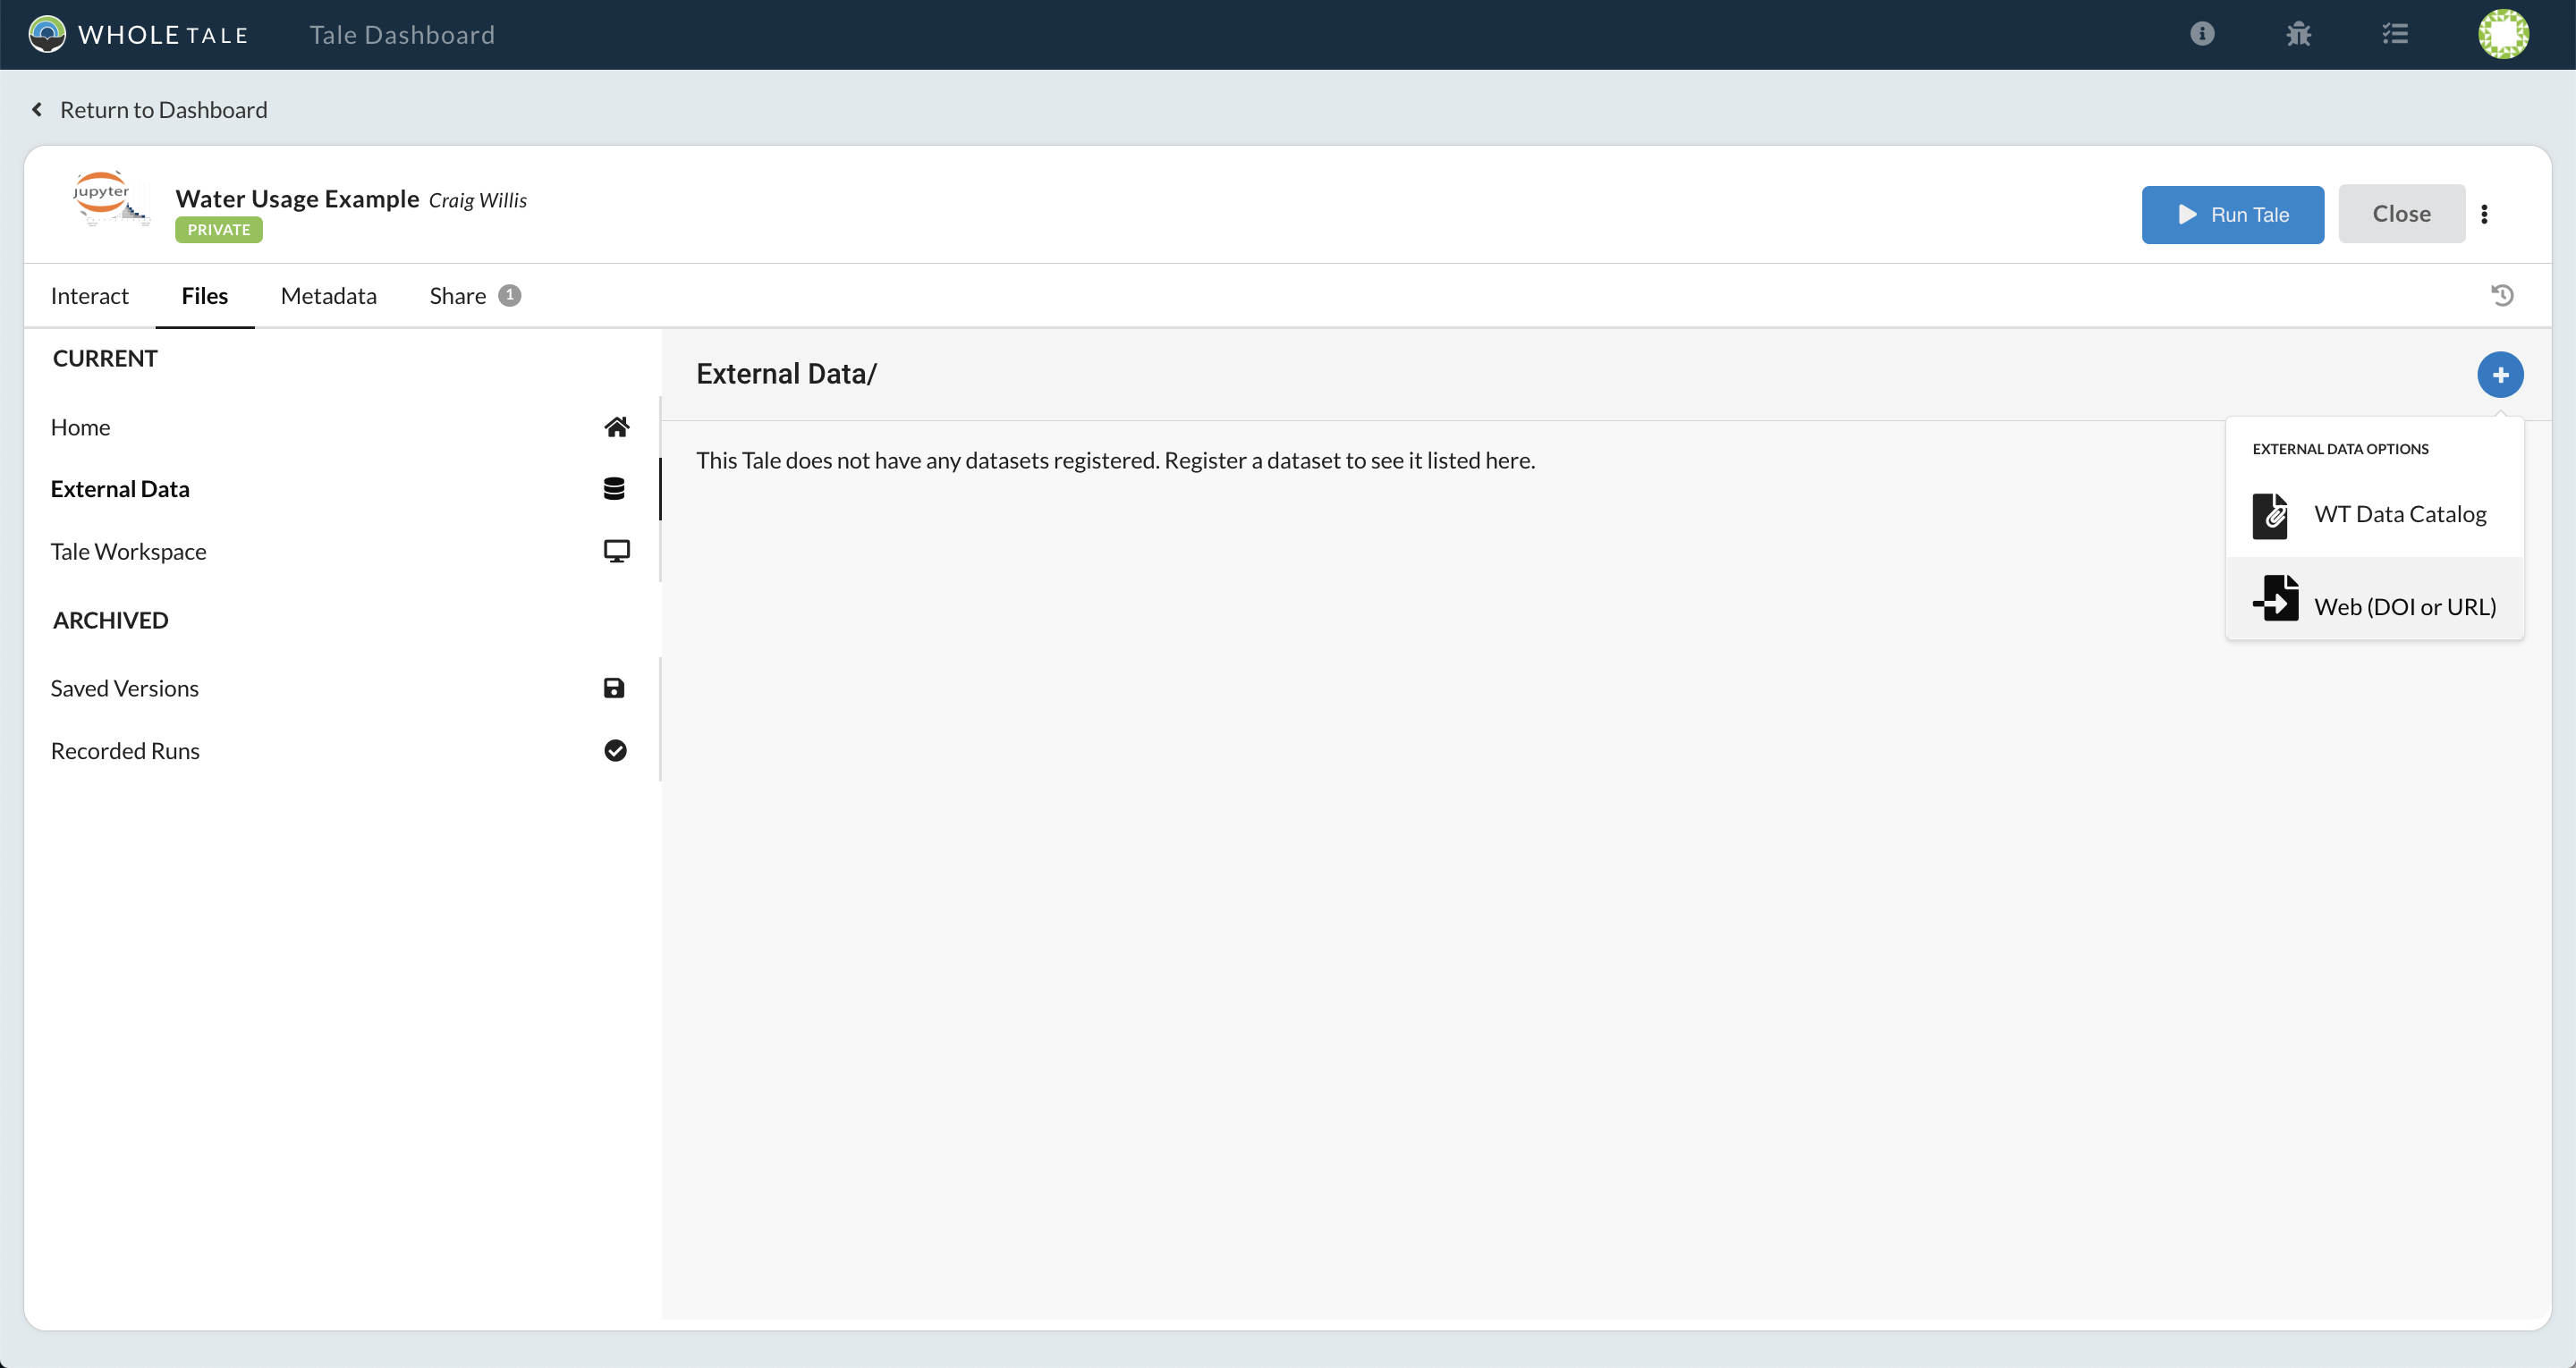 WHOLE TALE
Tale Dashboard
Return to Dashboard
jupyter
Water Usage Example Craig Willis
PRIVATE
Run Tale
Close
Interact
Files
Metadata
Share 1
CURRENT
Home
External Data
Tale Workspace
ARCHIVED
Saved Versions
Recorded Runs
External Data/
This Tale does not have any datasets registered. Register a dataset to see it listed here.
EXTERNAL DATA OPTIONS
WT Data Catalog
Web (DOI or URL)